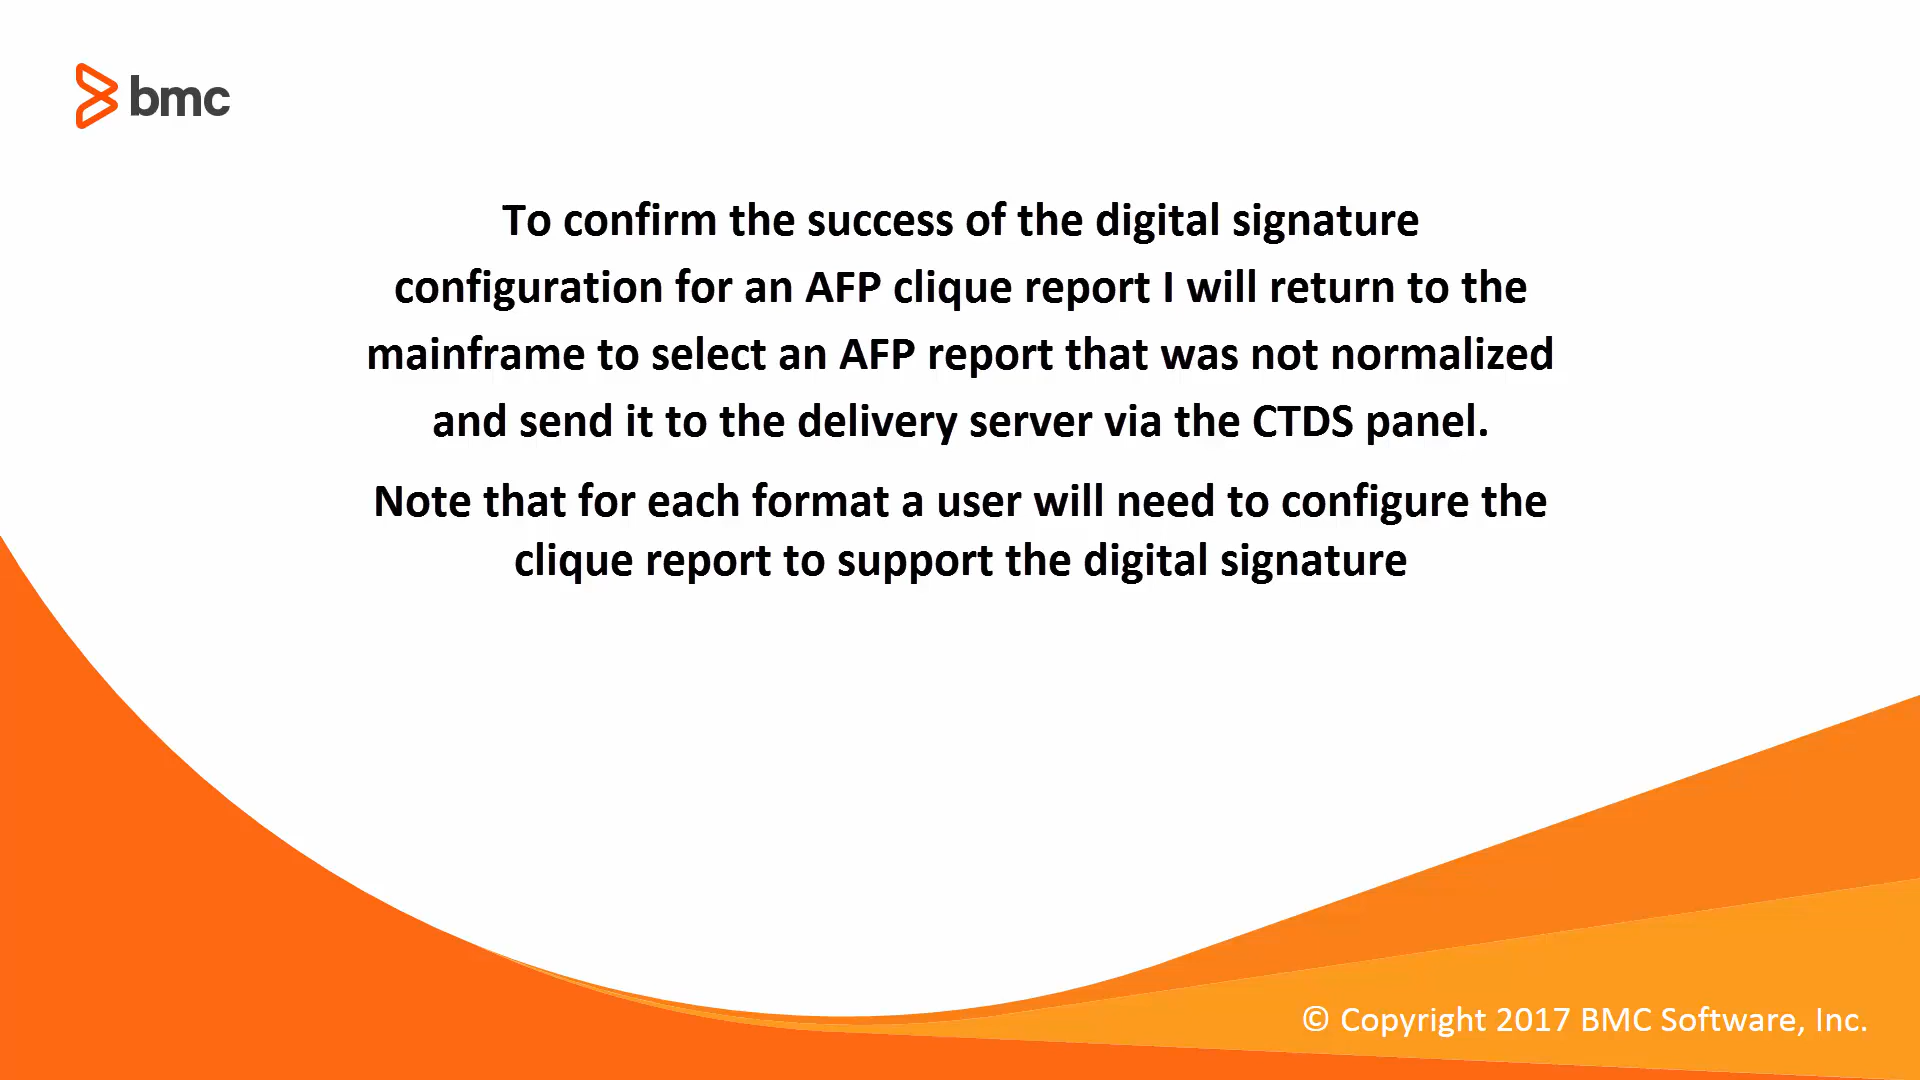 bmc
To confirm the success of the digital signature
configuration for an AFP clique report I will return to the
mainframe to select an AFP report that was not normalized
and send it to the delivery server via the CTDS panel.
Note that for each format a user will need to configure the
clique report to support the digital signature
© Copyright 2017 BMC Software, Inc.